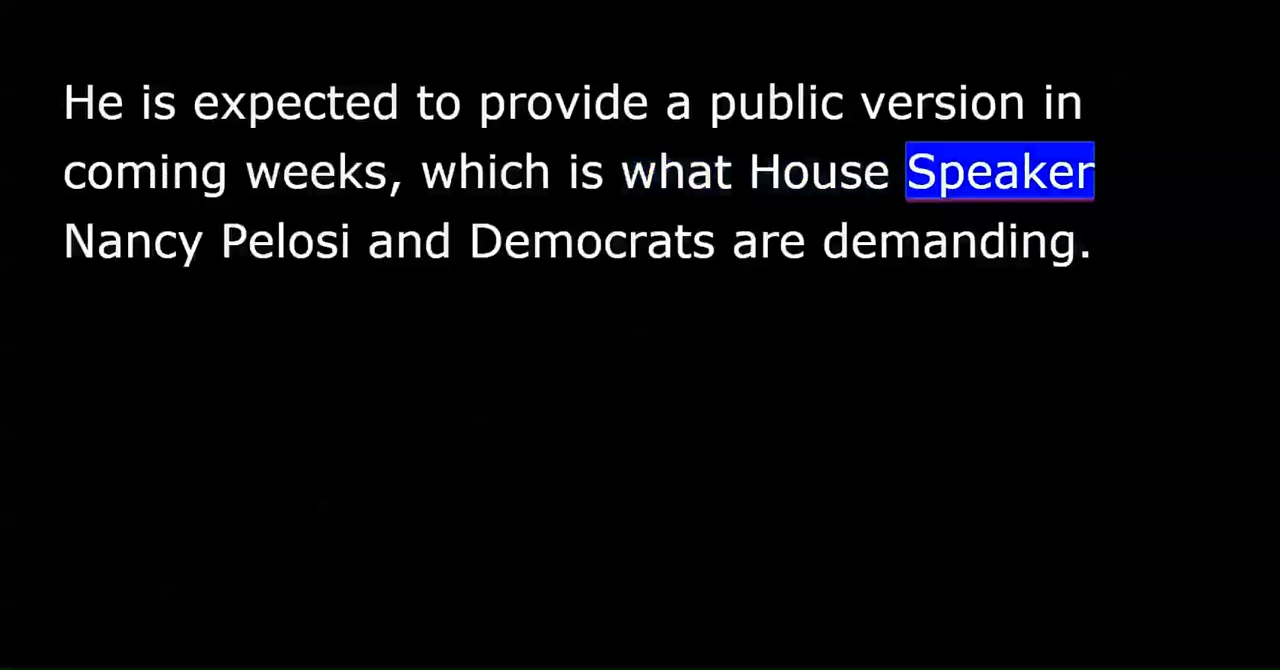 He is expected to provide a public version in
coming weeks, which is what House Speaker
Nancy Pelosi and Democrats are demanding.